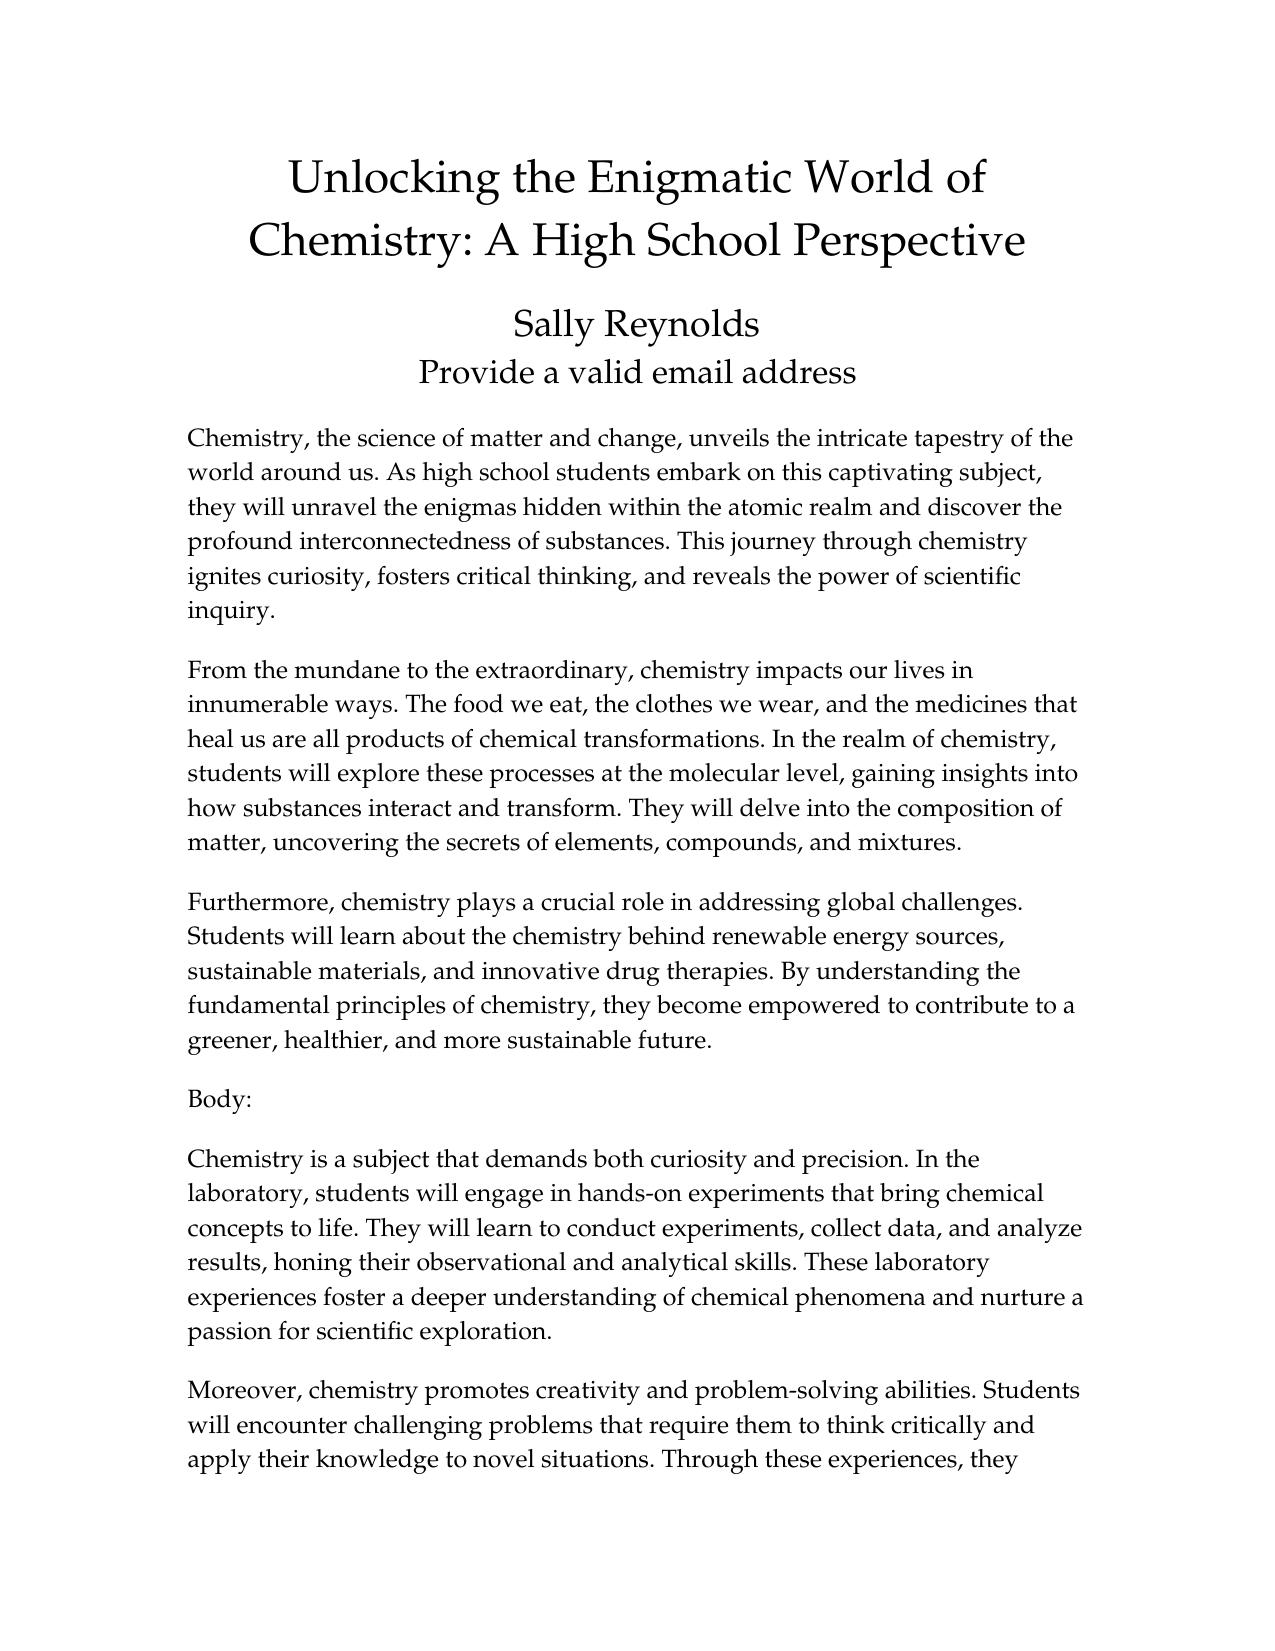 Unlocking the Enigmatic World of
Chemistry: A High School Perspective
Sally Reynolds
Provide a valid email address
Chemistry, the science of matter and change, unveils the intricate tapestry of the
world around us. As high school students embark on this captivating subject,
they will unravel the enigmas hidden within the atomic realm and discover the
profound interconnectedness of substances. This journey through chemistry
ignites curiosity, fosters critical thinking, and reveals the power of scientific
inquiry.
From the mundane to the extraordinary, chemistry impacts our lives in
innumerable ways. The food we eat, the clothes we wear, and the medicines that
heal us are all products of chemical transformations. In the realm of chemistry,
students will explore these processes at the molecular level, gaining insights into
how substances interact and transform. They will delve into the composition of
matter, uncovering the secrets of elements, compounds, and mixtures.
Furthermore, chemistry plays a crucial role in addressing global challenges.
Students will learn about the chemistry behind renewable energy sources,
sustainable materials, and innovative drug therapies. By understanding the
fundamental principles of chemistry, they become empowered to contribute to a
greener, healthier, and more sustainable future.
Body:
Chemistry is a subject that demands both curiosity and precision. In the
laboratory, students will engage in hands-on experiments that bring chemical
concepts to life. They will learn to conduct experiments, collect data, and analyze
results, honing their observational and analytical skills. These laboratory
experiences foster a deeper understanding of chemical phenomena and nurture a
passion for scientific exploration.
Moreover, chemistry promotes creativity and problem-solving abilities. Students
will encounter challenging problems that require them to think critically and
apply their knowledge to novel situations. Through these experiences, they